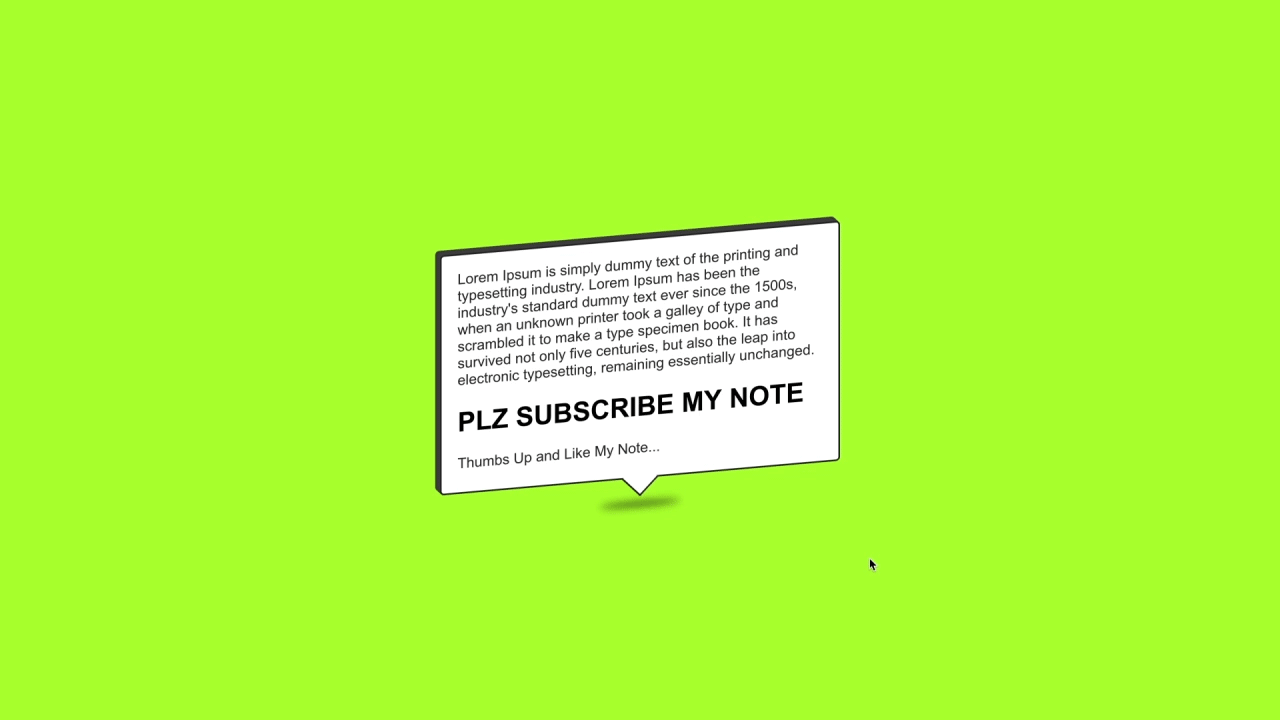 Lorem Ipsum is simply dummy text of the printing and
typesetting industry. Lorem Ipsum has been the
industry's standard dummy text ever since the 1500s,
when an unknown printer took a galley of type and
scrambled it to make a type specimen book. It has
survived not only five centuries, but also the leap into
electronic typesetting, remaining essentially unchanged.
PLZ SUBSCRIBE MY NOTE
Thumbs Up and Like My Note...